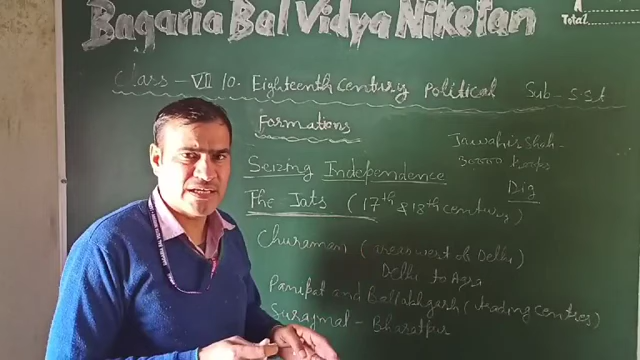 Bagaria Bal Vidya Niketan
Total
Class - VII 10. Eighteenth Century Political Sub - S.St
Formations
Jawahir Shah -
30000 troops
Seizing Independence
Dig
The Jats (17th & 18th century)
Churaman (areas west of Delhi)
Delhi to Agra
Panipat and Ballabhgarh (trading centres)
Surajmal - Bharatpur